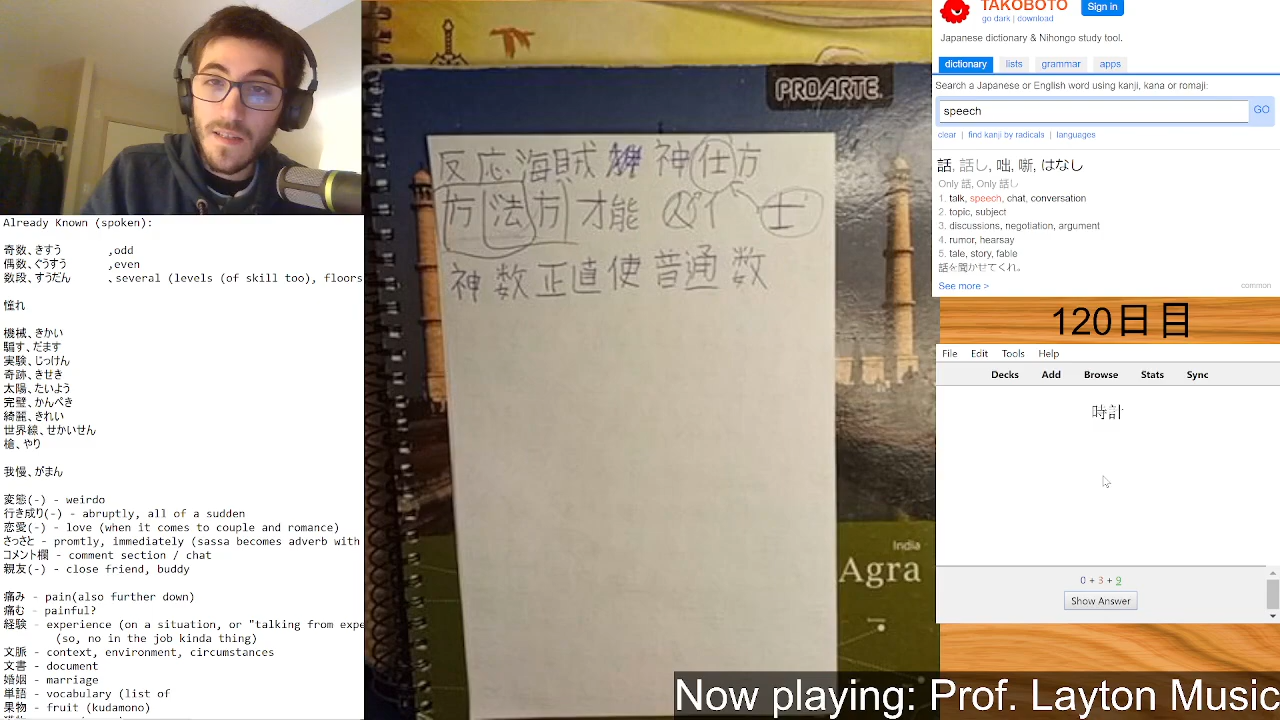 Already Known (spoken):
奇数、きすう ,odd
偶数、ぐうすう ,even
数段、すうだん ,several (levels (of skill too), floors
憧れ
機械、きかい
騙す、だます
実験、じっけん
奇跡、きせき
太陽、たいよう
完璧、かんぺき
綺麗、きれい
世界線、せかいせん
槍、やり
我慢、がまん
変態(-) - weirdo
行き成り(-) - abruptly, all of a sudden
恋愛(-) - love (when it comes to couple and romance)
さっさと - promtly, immediately (sassa becomes adverb with
コメント欄 - comment section / chat
親友(-) - close friend, buddy
痛み - pain(also further down)
痛む - painful?
経験 - experience (on a situation, or "talking from expe
(so, no in the job kinda thing)
文脈 - context, enviroment, circumstances
文書 - document
婚姻 - marriage
単語 - vocabulary (list of
果物 - fruit (kudamono)
PROARTE
反応海賊 神仕方
方法方才能 士
神数正直使普通数
India
Agra
TAKOBOTO
Sign in
go dark | download
Japanese dictionary & Nihongo study tool.
dictionary lists grammar apps
Search a Japanese or English word using kanji, kana or romaji:
speech GO
clear | find kanji by radicals | languages
話, 話し, 咄, 噺, はなし
Only 話, Only 話し
1. talk, speech, chat, conversation
2. topic, subject
3. discussions, negotiation, argument
4. rumor, hearsay
5. tale, story, fable
話を聞かせてくれ。
See more > common
120日目
File Edit Tools Help
Decks Add Browse Stats Sync
時計
0 + 3 + 9
Show Answer
Now playing: Prof. Layton Music